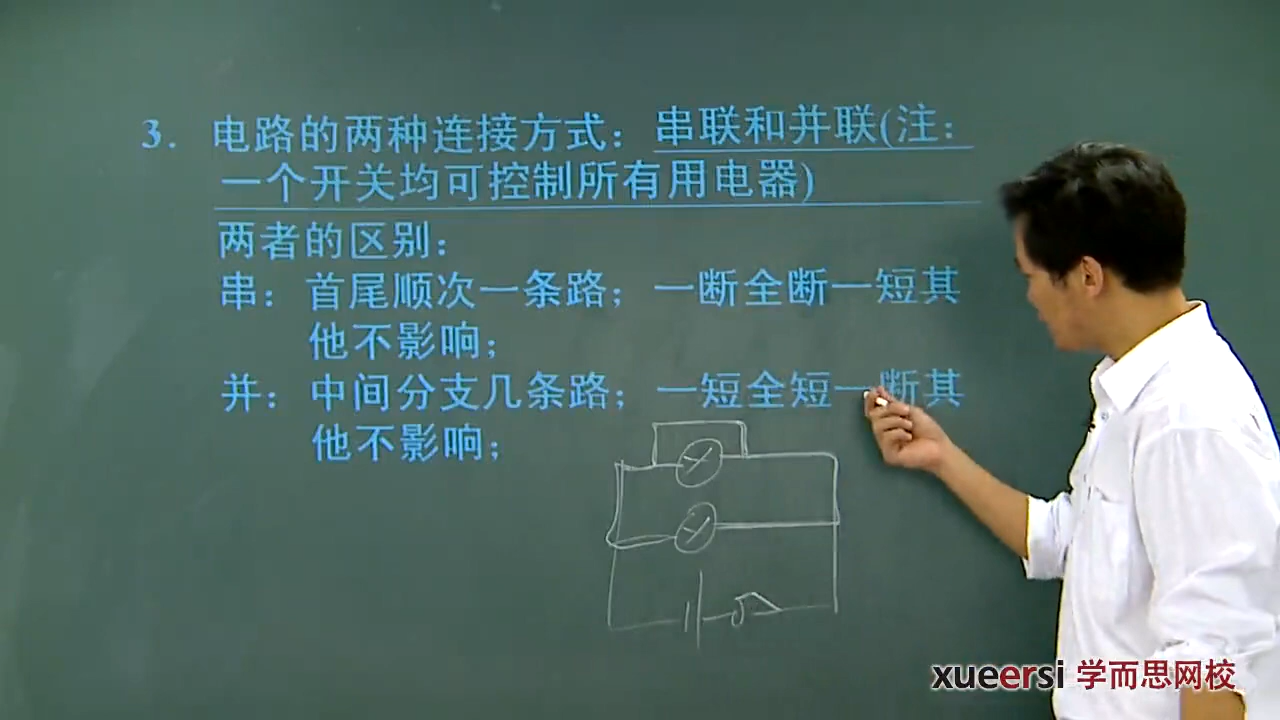 3. 电路的两种连接方式：串联和并联(注：
一个开关均可控制所有用电器)
两者的区别：
串：首尾顺次一条路；一断全断一短其
他不影响；
并：中间分支几条路；一短全短一断其
他不影响；
xueersi 学而思网校